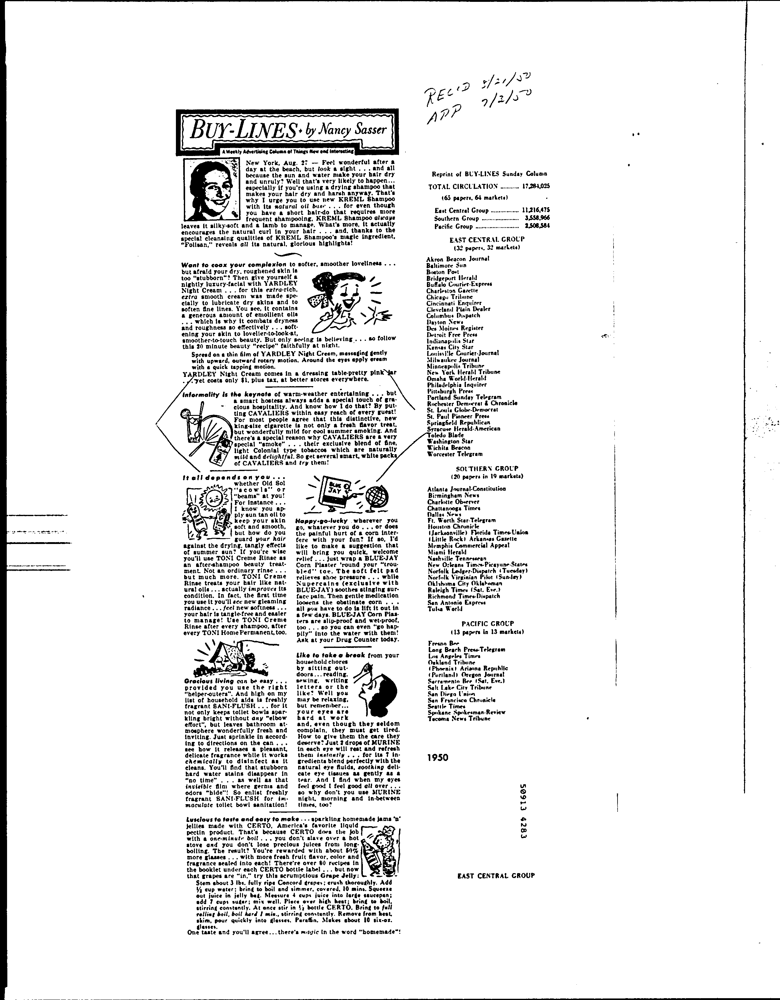 REC'D 5/21/50
APP 7/2/50
BUY-LINES • by Nancy Sasser
A Weekly Advertising Column of Things New and Interesting
New York, Aug. 27 — Feel wonderful after a
day at the beach, but look a sight . . . and all
because the sun and water make your hair dry
and unruly? Well that's very likely to happen...
especially if you're using a drying shampoo that
makes your hair dry and harsh anyway. That's
why I urge you to use new KREML Shampoo
with its natural oil base . . . for even though
you have a short hair-do that requires more
frequent shampooing, KREML Shampoo always
leaves it silky-soft and a lamb to manage. What's more, it actually
encourages the natural curl in your hair . . . and, thanks to the
special cleansing qualities of KREML Shampoo's magic ingredient,
"Folisan," reveals all its natural, glorious highlights!
Want to coax your complexion to softer, smoother loveliness . . .
but afraid your dry, roughened skin is
too "stubborn"? Then give yourself a
nightly luxury-facial with YARDLEY
Night Cream . . . for this extra-rich,
extra smooth cream was made spe-
cially to lubricate dry skins and to
soften fine lines. You see, it contains
a generous amount of emollient oils
. . . which is why it combats dryness
and roughness so effectively . . . soft-
ening your skin to lovelier-to-look-at,
smoother-to-touch beauty. But only seeing is believing . . . so follow
this 20 minute beauty "recipe" faithfully at night.
Spread on a thin film of YARDLEY Night Cream, massaging gently
with upward, outward rotary motion. Around the eyes apply cream
with a quick tapping motion.
YARDLEY Night Cream comes in a dressing table-pretty pink jar
. . . yet costs only $1, plus tax, at better stores everywhere.
Informality is the keynote of warm-weather entertaining . . . but
a smart hostess always adds a special touch of gra-
cious hospitality. And know how I do that? By put-
ting CAVALIERS within easy reach of every guest!
For most people agree that this distinctive, new
king-size cigarette is not only a fresh flavor treat,
but wonderfully mild for cool summer smoking. And
there's a special reason why CAVALIERS are a very
special "smoke" . . . their exclusive blend of fine,
light Colonial type tobaccos which are naturally
mild and delightful. So get several smart, white packs
of CAVALIERS and try them!
It all depends on you . . .
whether Old Sol
"scowls" or
"beams" at you!
For instance . . .
I know you ap-
ply sun tan oil to
keep your skin
soft and smooth,
but how do you
guard your hair
against the drying, tangly effects
of summer sun? If you're wise
you'll use TONI Creme Rinse as
an after-shampoo beauty treat-
ment. Not an ordinary rinse . . .
but much more. TONI Creme
Rinse treats your hair like nat-
ural oils . . . actually improves its
condition. In fact, the first time
you use it you'll see new gleaming
radiance . . . feel new softness . . .
your hair is tangle-free and easier
to manage! Use TONI Creme
Rinse after every shampoo, after
every TONI Home Permanent, too.
Gracious living can be easy . . .
provided you use the right
"helper-outers". And high on my
list of household aids is freshly
fragrant SANI-FLUSH . . . for it
not only keeps toilet bowls spar-
kling bright without any "elbow
effort", but leaves bathroom at-
mosphere wonderfully fresh and
inviting. Just sprinkle in accord-
ing to directions on the can . . .
see how it releases a pleasant,
delicate fragrance while it works
chemically to disinfect as it
cleans. You'll find that stubborn
hard water stains disappear in
"no time" . . . as well as that
invisible film where germs and
odors "hide"! So enlist freshly
fragrant SANI-FLUSH for im-
maculate toilet bowl sanitation!
BLUE JAY
Happy-go-lucky wherever you
go, whatever you do . . . or does
the painful hurt of a corn inter-
fere with your fun? If so, I'd
like to make a suggestion that
will bring you quick, welcome
relief . . . just wrap a BLUE-JAY
Corn Plaster 'round your "trou-
bled" toe. The soft felt pad
relieves shoe pressure . . . while
Nupercaine (exclusive with
BLUE-JAY) soothes stinging sur-
face pain. Then gentle medication
loosens the obstinate corn . . .
all you have to do is lift it out in
a few days. BLUE-JAY Corn Plas-
ters are slip-proof and wet-proof,
too . . . so you can even "go hap-
pily" into the water with them!
Ask at your Drug Counter today.
Like to take a break from your
household chores
by sitting out-
doors . . . reading,
sewing, writing
letters or the
like? Well you
may be relaxing,
but remember...
your eyes are
hard at work
and, even though they seldom
complain, they must get tired.
How to give them the care they
deserve? Just 2 drops of MURINE
in each eye will rest and refresh
them instantly . . . for its 7 in-
gredients blend perfectly with the
natural eye fluids, soothing deli-
cate eye tissues as gently as a
tear. And I find when my eyes
feel good I feel good all over . . .
so why don't you use MURINE
night, morning and in-between
times, too?
Luscious to taste and easy to make . . . sparkling homemade jams 'n'
jellies made with CERTO, America's favorite liquid
pectin product. That's because CERTO does the job
with a one-minute boil . . . you don't slave over a hot
stove and you don't lose precious juices from long-
boiling. The result? You're rewarded with about 50%
more glasses . . . with more fresh fruit flavor, color and
fragrance sealed into each! There're over 80 recipes in
the booklet under each CERTO bottle label . . . but now
that grapes are "in," try this scrumptious Grape Jelly:
Stem about 3 lbs. fully ripe Concord grapes; crush thoroughly. Add
½ cup water; bring to boil and simmer, covered, 10 mins. Squeeze
out juice in jelly bag. Measure 4 cups juice into large saucepan;
add 7 cups sugar; mix well. Place over high heat; bring to boil,
stirring constantly. At once stir in ½ bottle CERTO. Bring to full
rolling boil, boil hard 1 min., stirring constantly. Remove from heat,
skim, pour quickly into glasses. Paraffin. Makes about 10 six-oz.
glasses.
One taste and you'll agree...there's magic in the word "homemade"!
Reprint of BUY-LINES Sunday Column
TOTAL CIRCULATION ........ 17,284,025
(65 papers, 64 markets)
East Central Group ........ 11,216,475
Southern Group ........ 3,558,966
Pacific Group ........ 2,508,584
EAST CENTRAL GROUP
(32 papers, 32 markets)
Akron Beacon Journal
Baltimore Sun
Boston Post
Bridgeport Herald
Buffalo Courier-Express
Charleston Gazette
Chicago Tribune
Cincinnati Enquirer
Cleveland Plain Dealer
Columbus Dispatch
Dayton News
Des Moines Register
Detroit Free Press
Indianapolis Star
Kansas City Star
Louisville Courier-Journal
Milwaukee Journal
Minneapolis Tribune
New York Herald Tribune
Omaha World-Herald
Philadelphia Inquirer
Pittsburgh Press
Portland Sunday Telegram
Rochester Democrat & Chronicle
St. Louis Globe-Democrat
St. Paul Pioneer Press
Springfield Republican
Syracuse Herald-American
Toledo Blade
Washington Star
Wichita Beacon
Worcester Telegram
SOUTHERN GROUP
(20 papers in 19 markets)
Atlanta Journal-Constitution
Birmingham News
Charlotte Observer
Chattanooga Times
Dallas News
Ft. Worth Star-Telegram
Houston Chronicle
(Jacksonville) Florida Times-Union
(Little Rock) Arkansas Gazette
Memphis Commercial Appeal
Miami Herald
Nashville Tennessean
New Orleans Times-Picayune-States
Norfolk Ledger-Dispatch (Tuesday)
Norfolk Virginian Pilot (Sunday)
Oklahoma City Oklahoman
Raleigh Times (Sat. Eve.)
Richmond Times-Dispatch
San Antonio Express
Tulsa World
PACIFIC GROUP
(13 papers in 13 markets)
Fresno Bee
Long Beach Press-Telegram
Los Angeles Times
Oakland Tribune
(Phoenix) Arizona Republic
(Portland) Oregon Journal
Sacramento Bee (Sat. Eve.)
Salt Lake City Tribune
San Diego Union
San Francisco Chronicle
Seattle Times
Spokane Spokesman-Review
Tacoma News Tribune
1950
50913 4283
EAST CENTRAL GROUP